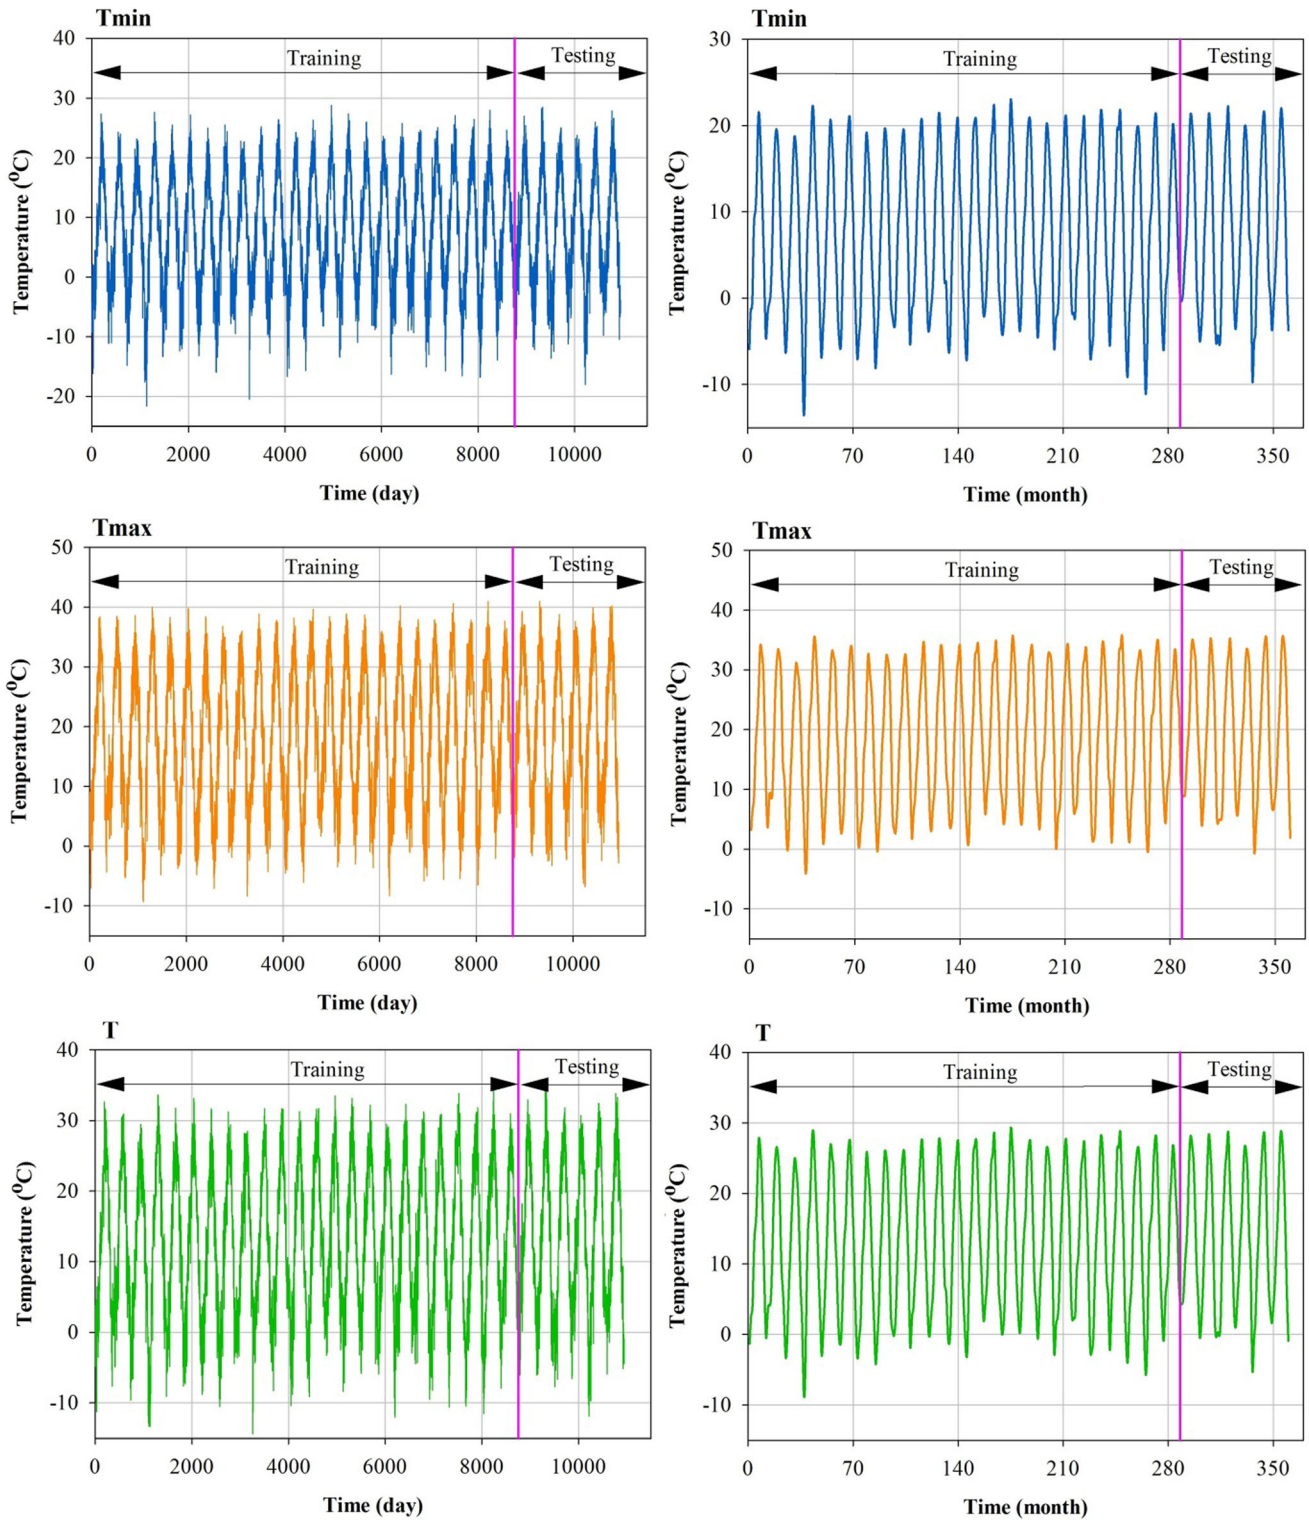 Tmin
Training
Testing
40
30
20
10
0
-10
-20
Temperature (⁰C)
0 2000 4000 6000 8000 10000
Time (day)
Tmin
Training
Testing
30
20
10
0
-10
Temperature (⁰C)
0 70 140 210 280 350
Time (month)
Tmax
Training
Testing
50
40
30
20
10
0
-10
Temperature (⁰C)
0 2000 4000 6000 8000 10000
Time (day)
Tmax
Training
Testing
50
40
30
20
10
0
-10
Temperature (⁰C)
0 70 140 210 280 350
Time (month)
T
Training
Testing
40
30
20
10
0
-10
Temperature (⁰C)
0 2000 4000 6000 8000 10000
Time (day)
T
Training
Testing
40
30
20
10
0
-10
Temperature (⁰C)
0 70 140 210 280 350
Time (month)